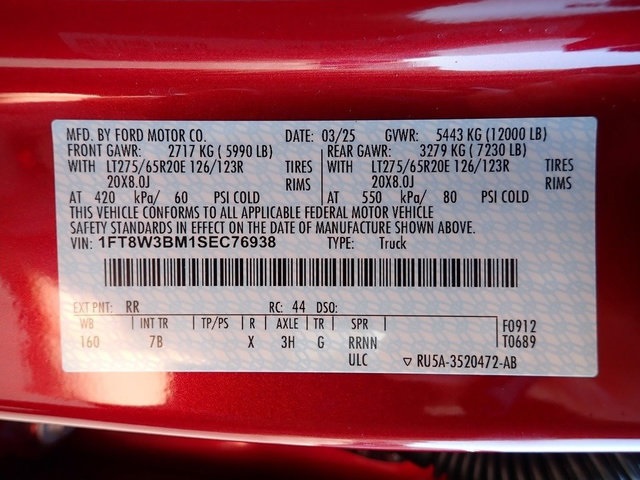 MFD. BY FORD MOTOR CO. DATE: 03/25 GVWR: 5443 KG (12000 LB)
FRONT GAWR: 2717 KG (5990 LB) REAR GAWR: 3279 KG (7230 LB)
WITH LT275/65R20E 126/123R TIRES WITH LT275/65R20E 126/123R TIRES
20X8.0J RIMS 20X8.0J RIMS
AT 420 kPa/ 60 PSI COLD AT 550 kPa/ 80 PSI COLD
THIS VEHICLE CONFORMS TO ALL APPLICABLE FEDERAL MOTOR VEHICLE
SAFETY STANDARDS IN EFFECT ON THE DATE OF MANUFACTURE SHOWN ABOVE.
VIN: 1FT8W3BM1SEC76938 TYPE: Truck
EXT PNT: RR RC: 44 DSO:
WB INT TR TP/PS R AXLE TR SPR F0912
160 7B X 3H G RRNN T0689
ULC ▽ RU5A-3520472-AB